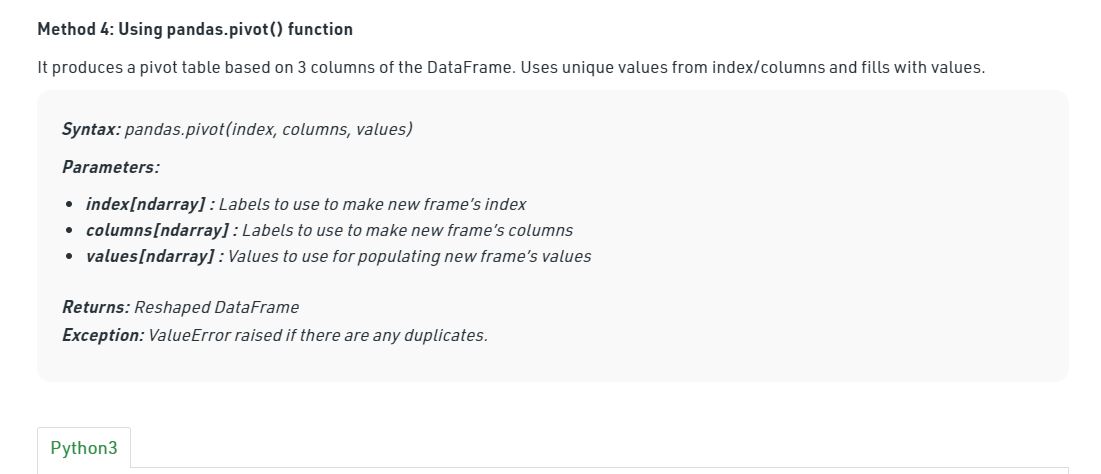 Method 4: Using pandas.pivot() function
It produces a pivot table based on 3 columns of the DataFrame. Uses unique values from index/columns and fills with values.
Syntax: pandas.pivot(index, columns, values)
Parameters:
• index[ndarray] : Labels to use to make new frame's index
• columns[ndarray] : Labels to use to make new frame's columns
• values[ndarray] : Values to use for populating new frame's values
Returns: Reshaped DataFrame
Exception: ValueError raised if there are any duplicates.
Python3